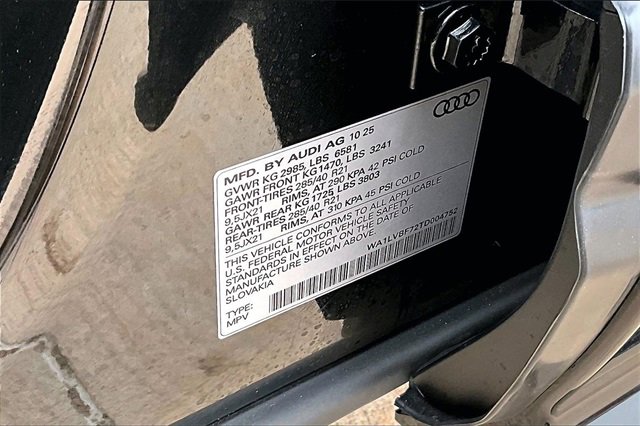 MFD. BY AUDI AG 10 25
GVWR KG 2985, LBS 6581
GAWR FRONT KG1470, LBS 3241
FRONT-TIRES 285/40 R21
9,5JX21 RIMS, AT 290 KPA 42 PSI COLD
GAWR REAR KG 1725, LBS 3803
REAR-TIRES 285/40 R21
9,5JX21 RIMS, AT 310 KPA 45 PSI COLD
THIS VEHICLE CONFORMS TO ALL APPLICABLE
U.S. FEDERAL MOTOR VEHICLE SAFETY
STANDARDS IN EFFECT ON THE DATE OF
MANUFACTURE SHOWN ABOVE.
SLOVAKIA
WA1LVBF72TD004752
TYPE:
MPV